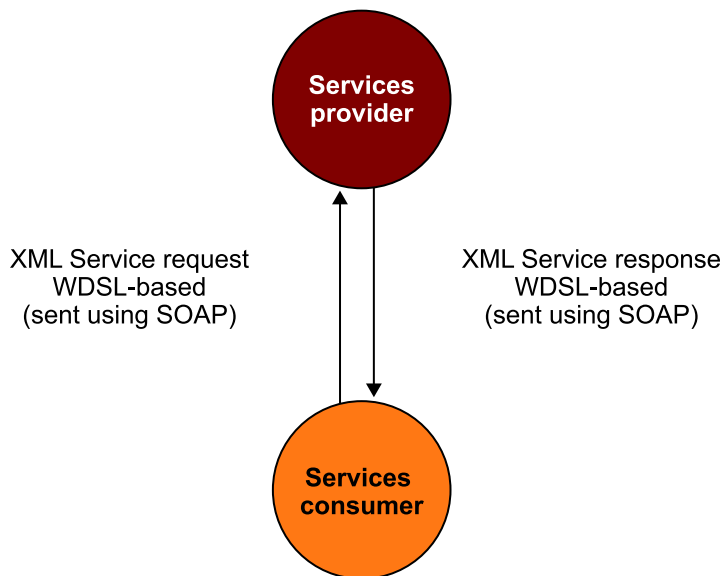 Services
provider
XML Service request
WDSL-based
(sent using SOAP)
XML Service response
WDSL-based
(sent using SOAP)
Services
consumer